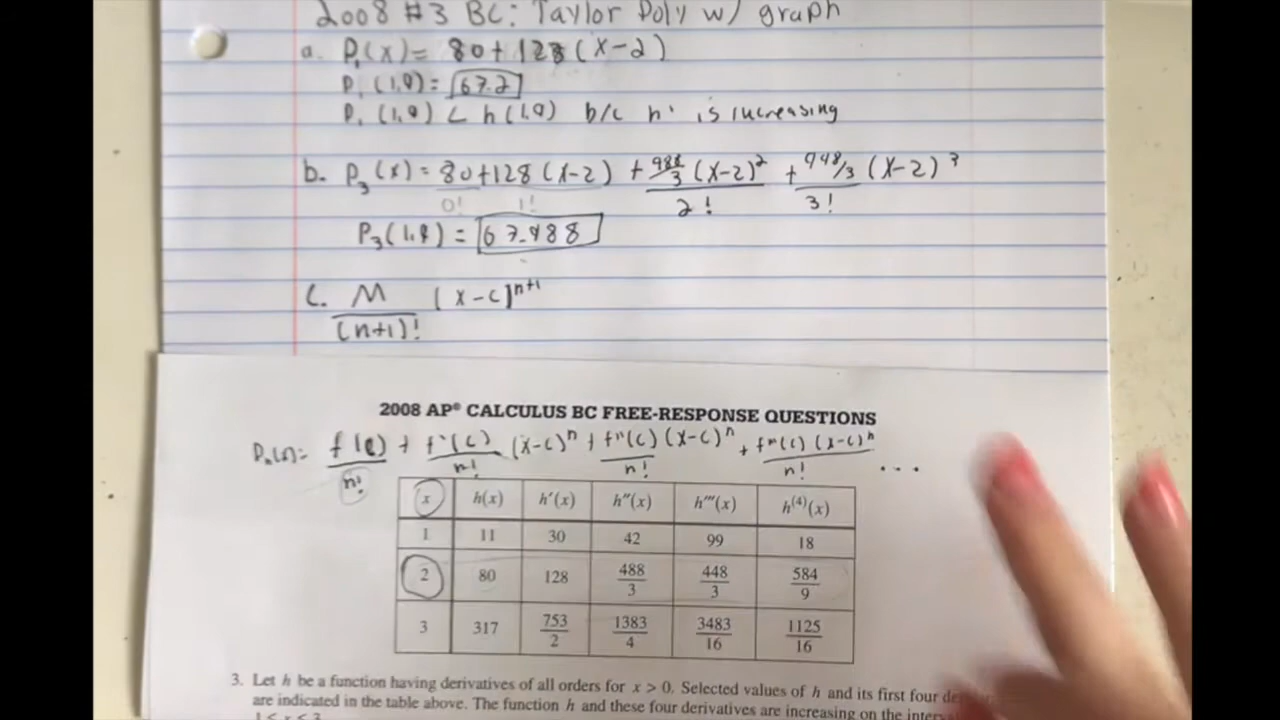 2008 #3 BC: Taylor Poly w/ graph
a. P₁(x) = 80 + 128 (x-2)
P₁(1.9) = 67.2
P₁(1.9) < h(1.9) b/c h' is increasing
b. P₃(x) = 80 + 128 (x-2) + 488/3 (x-2)² / 2! + 448/3 (x-2)³ / 3!
0! 1!
P₃(1.9) = 67.988
c. M/(n+1)! (x-c)ⁿ⁺¹
2008 AP® CALCULUS BC FREE-RESPONSE QUESTIONS
Pₙ(x) = f(c)/n! + f'(c)/n! (x-c)ⁿ + f''(c)/n! (x-c)ⁿ + f'''(c) (x-c)ⁿ/n! ...
x h(x) h′(x) h″(x) h‴(x) h⁽⁴⁾(x)
1 11 30 42 99 18
2 80 128 488/3 448/3 584/9
3 317 753/2 1383/4 3483/16 1125/16
3. Let h be a function having derivatives of all orders for x > 0. Selected values of h and its first four
are indicated in the table above. The function h and these four derivatives are increasing on the
1 ≤ x ≤ 3